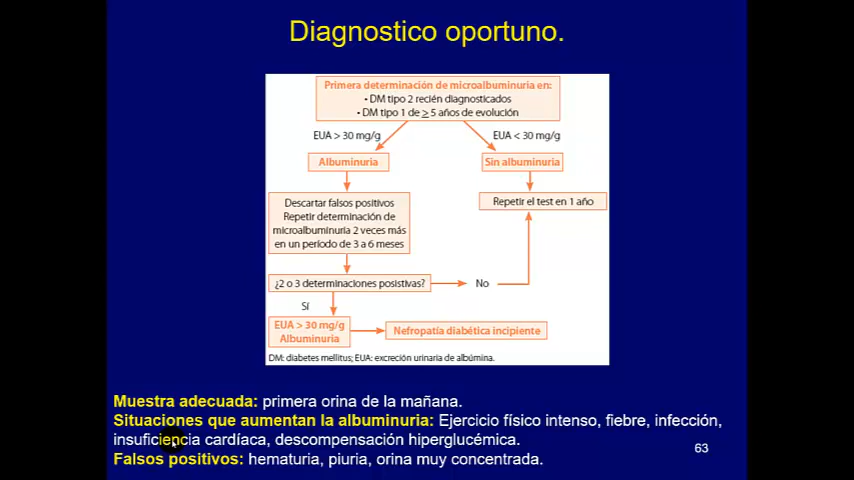 Diagnostico oportuno.
Primera determinación de microalbuminuria en:
• DM tipo 2 recién diagnosticados
• DM tipo 1 de ≥ 5 años de evolución
EUA > 30 mg/g
EUA < 30 mg/g
Albuminuria
Sin albuminuria
Descartar falsos positivos
Repetir determinación de
microalbuminuria 2 veces más
en un período de 3 a 6 meses
Repetir el test en 1 año
¿2 o 3 determinaciones posistivas?
No
Sí
EUA > 30 mg/g
Albuminuria
Nefropatía diabética incipiente
DM: diabetes mellitus; EUA: excreción urinaria de albúmina.
Muestra adecuada: primera orina de la mañana.
Situaciones que aumentan la albuminuria: Ejercicio físico intenso, fiebre, infección,
insuficiencia cardíaca, descompensación hiperglucémica.
Falsos positivos: hematuria, piuria, orina muy concentrada.
63